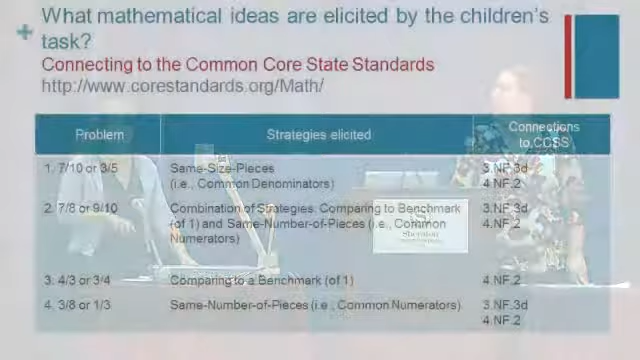 What mathematical ideas are elicited by the children's
task?
Connecting to the Common Core State Standards
http://www.corestandards.org/Math/
Problem Strategies elicited Connections to CCSS
1. 7/10 or 3/5 Same-Size-Pieces 3.NF.3d
(i.e., Common Denominators) 4.NF.2
2. 7/8 or 9/10 Combination of Strategies: Comparing to Benchmark 3.NF.3d
(of 1) and Same-Number-of-Pieces (i.e., Common 4.NF.2
Numerators)
3. 4/3 or 3/4 Comparing to a Benchmark (of 1) 4.NF.2
4. 3/8 or 1/3 Same-Number-of-Pieces (i.e., Common Numerators) 3.NF.3d
4.NF.2
Sheraton